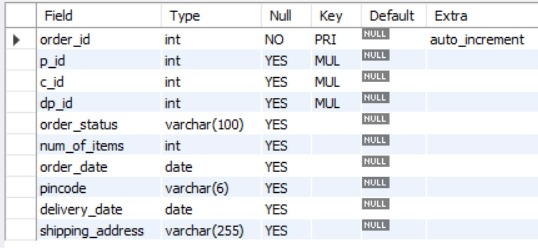 Field Type Null Key Default Extra
order_id int NO PRI NULL auto_increment
p_id int YES MUL NULL
c_id int YES MUL NULL
dp_id int YES MUL NULL
order_status varchar(100) YES NULL
num_of_items int YES NULL
order_date date YES NULL
pincode varchar(6) YES NULL
delivery_date date YES NULL
shipping_address varchar(255) YES NULL